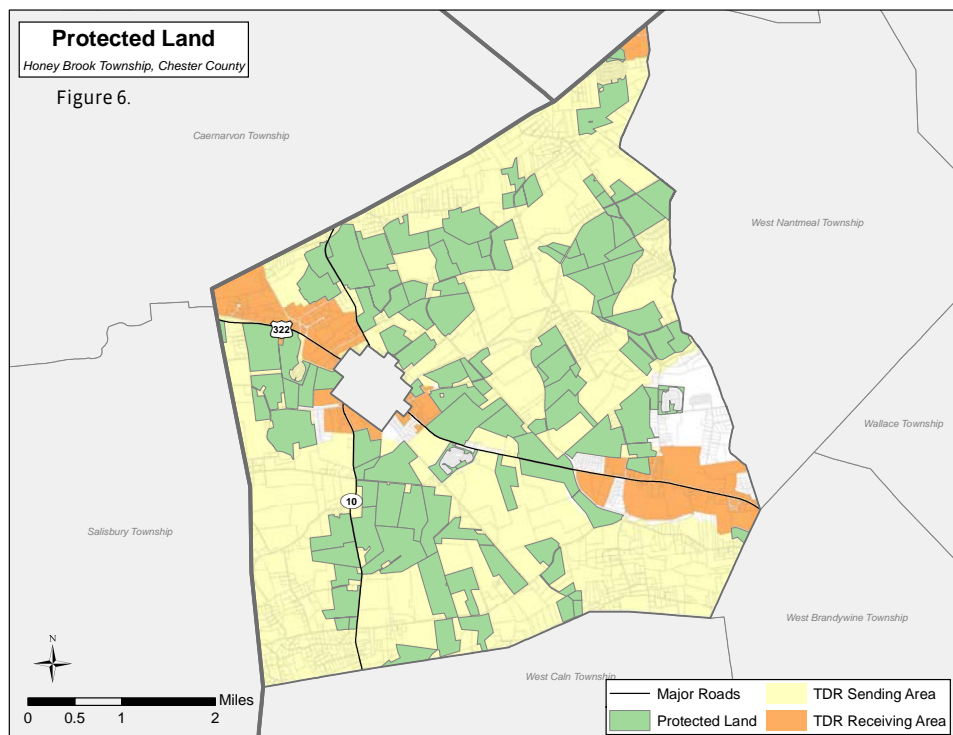 Protected Land
Honey Brook Township, Chester County
Figure 6.
Caernarvon Township
West Nantmeal Township
322
Wallace Township
10
Salisbury Township
West Brandywine Township
West Caln Township
N
Miles
0 0.5 1 2
Major Roads
TDR Sending Area
Protected Land
TDR Receiving Area